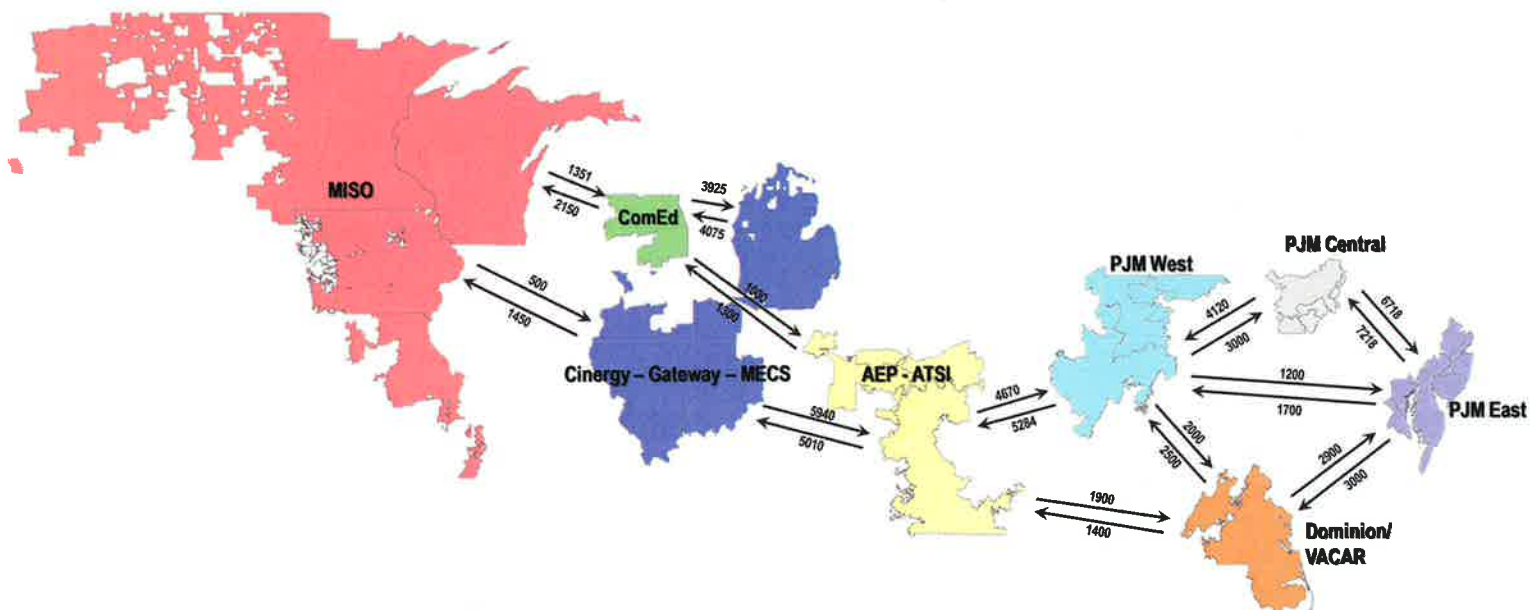 MISO
1351
2150
ComEd
3925
4075
500
1450
1000
1300
Cinergy – Gateway – MECS
AEP - ATSI
5940
5010
4670
5284
PJM West
PJM Central
4120
3000
6718
7218
1200
1700
PJM East
2000
2500
2900
3000
1900
1400
Dominion/
VACAR